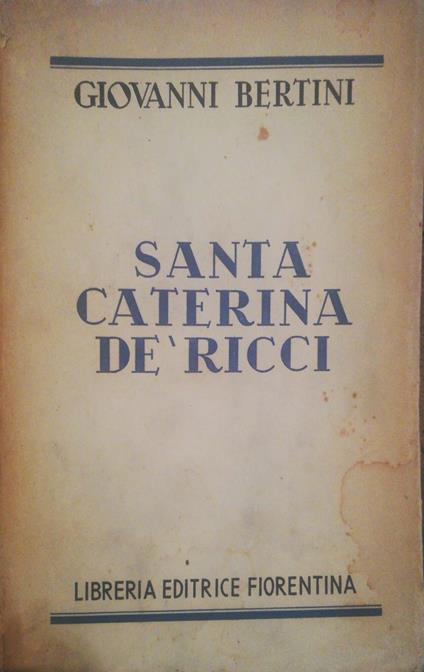 GIOVANNI BERTINI
SANTA
CATERINA
DE' RICCI
LIBRERIA EDITRICE FIORENTINA